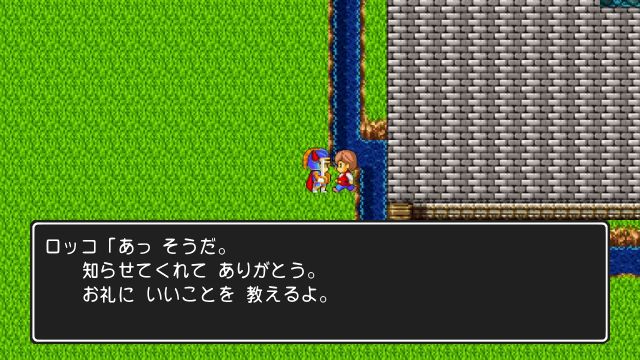 ロッコ「あっ そうだ。
知らせてくれて ありがとう。
お礼に いいことを 教えるよ。